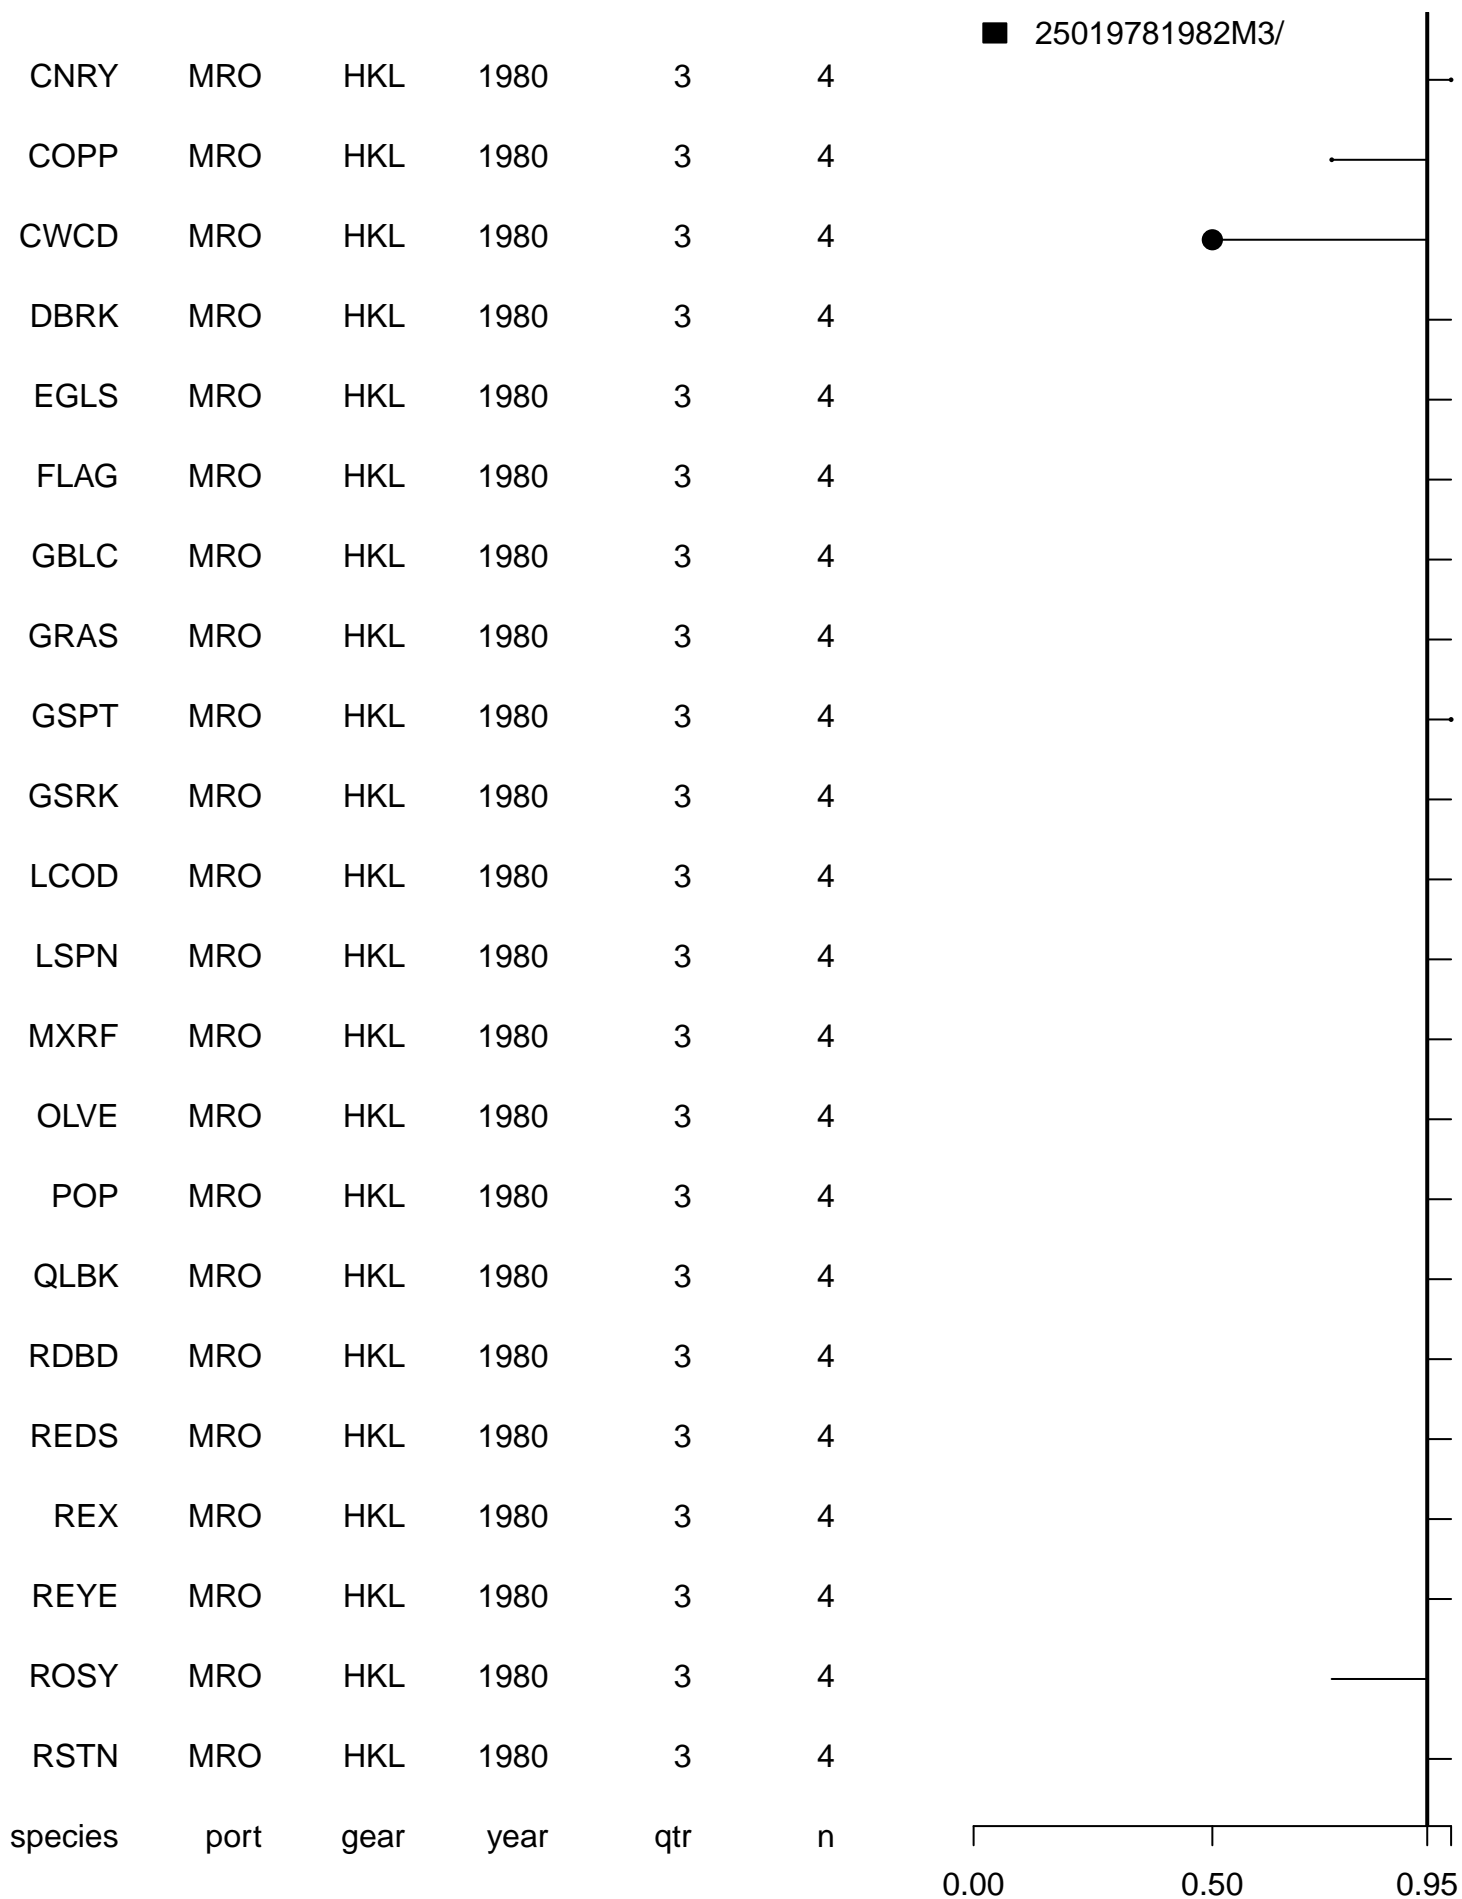 25019781982M3/
CNRY MRO HKL 1980 3 4
COPP MRO HKL 1980 3 4
CWCD MRO HKL 1980 3 4
DBRK MRO HKL 1980 3 4
EGLS MRO HKL 1980 3 4
FLAG MRO HKL 1980 3 4
GBLC MRO HKL 1980 3 4
GRAS MRO HKL 1980 3 4
GSPT MRO HKL 1980 3 4
GSRK MRO HKL 1980 3 4
LCOD MRO HKL 1980 3 4
LSPN MRO HKL 1980 3 4
MXRF MRO HKL 1980 3 4
OLVE MRO HKL 1980 3 4
POP MRO HKL 1980 3 4
QLBK MRO HKL 1980 3 4
RDBD MRO HKL 1980 3 4
REDS MRO HKL 1980 3 4
REX MRO HKL 1980 3 4
REYE MRO HKL 1980 3 4
ROSY MRO HKL 1980 3 4
RSTN MRO HKL 1980 3 4
species port gear year qtr n
0.00 0.50 0.95